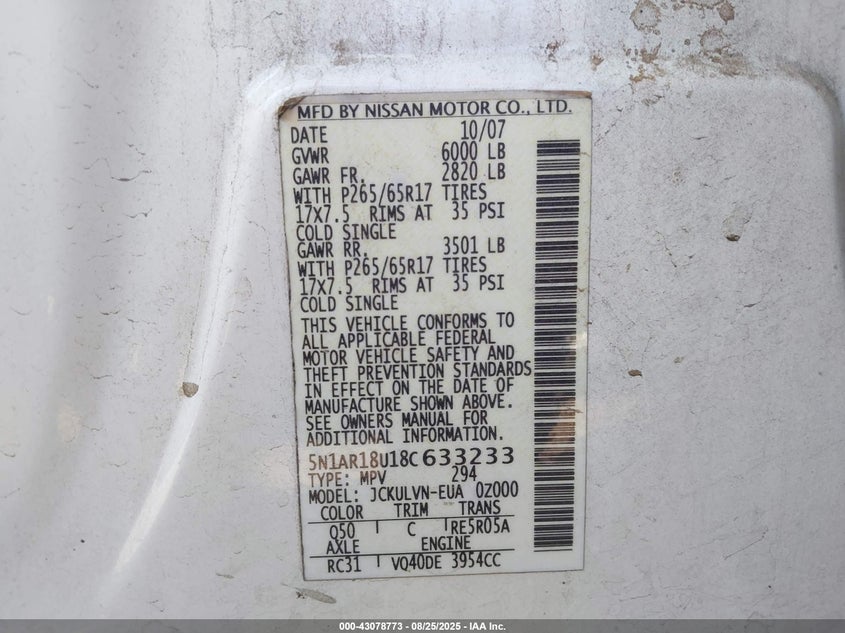 MFD BY NISSAN MOTOR CO., LTD.
DATE 10/07
GVWR 6000 LB
GAWR FR. 2820 LB
WITH P265/65R17 TIRES
17X7.5 RIMS AT 35 PSI
COLD SINGLE
GAWR RR. 3501 LB
WITH P265/65R17 TIRES
17X7.5 RIMS AT 35 PSI
COLD SINGLE
THIS VEHICLE CONFORMS TO
ALL APPLICABLE FEDERAL
MOTOR VEHICLE SAFETY AND
THEFT PREVENTION STANDARDS
IN EFFECT ON THE DATE OF
MANUFACTURE SHOWN ABOVE.
SEE OWNERS MANUAL FOR
ADDITIONAL INFORMATION.
5N1AR18U18C633233
TYPE: MPV 294
MODEL: JCKULVN-EUA 0Z000
COLOR TRIM TRANS
Q50 C RE5R05A
AXLE ENGINE
RC31 VQ40DE 3954CC
000-43078773 - 08/25/2025 - IAA Inc.